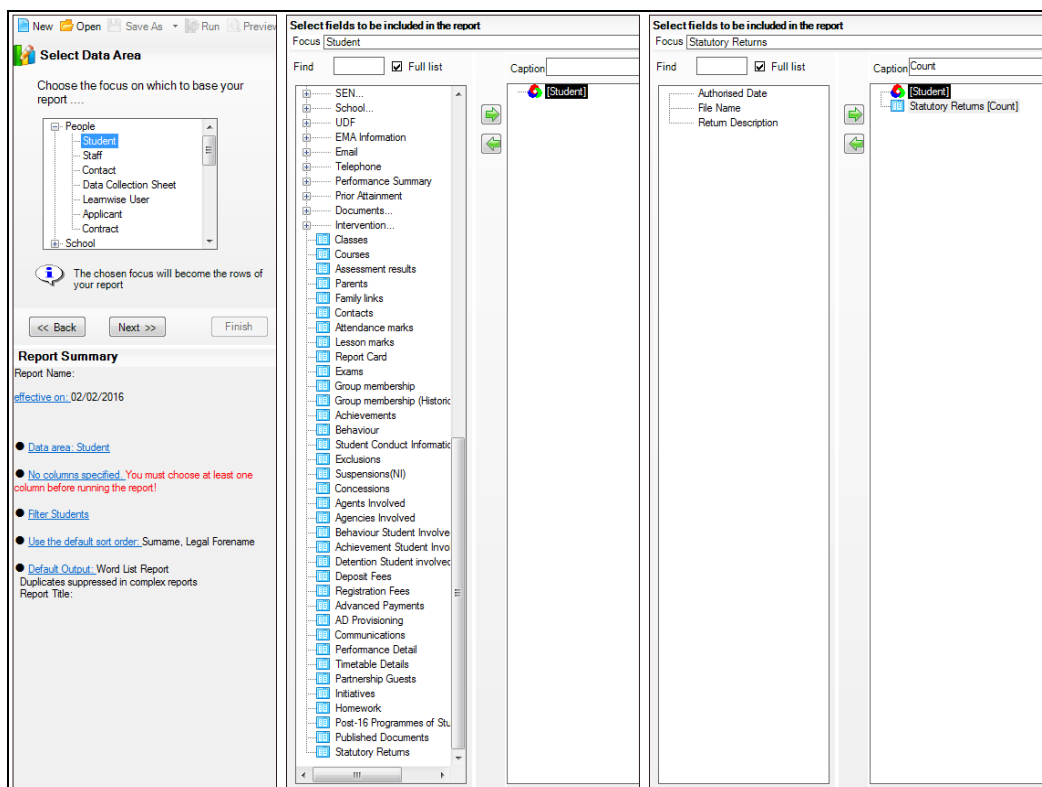 New Open Save As Run Preview
Select Data Area
Choose the focus on which to base your
report ....
People
Student
Staff
Contact
Data Collection Sheet
Learnwise User
Applicant
Contract
School
The chosen focus will become the rows of
your report
<< Back Next >> Finish
Report Summary
Report Name:
effective on: 02/02/2016
Data area: Student
No columns specified. You must choose at least one
column before running the report!
Filter Students
Use the default sort order: Surname, Legal Forename
Default Output: Word List Report
Duplicates suppressed in complex reports
Report Title:
Select fields to be included in the report
Focus Student
Find Full list Caption
SEN...
School...
UDF
EMA Information
Email
Telephone
Performance Summary
Prior Attainment
Documents...
Intervention...
Classes
Courses
Assessment results
Parents
Family links
Contacts
Attendance marks
Lesson marks
Report Card
Exams
Group membership
Group membership (Historic
Achievements
Behaviour
Student Conduct Informatic
Exclusions
Suspensions(NI)
Concessions
Agents Involved
Agencies Involved
Behaviour Student Involve
Achievement Student Invo
Detention Student involved
Deposit Fees
Registration Fees
Advanced Payments
AD Provisioning
Communications
Performance Detail
Timetable Details
Partnership Guests
Initiatives
Homework
Post-16 Programmes of Stu
Published Documents
Statutory Returns
[Student]
Select fields to be included in the report
Focus Statutory Returns
Find Full list Caption Count
Authorised Date
File Name
Return Description
[Student]
Statutory Returns [Count]